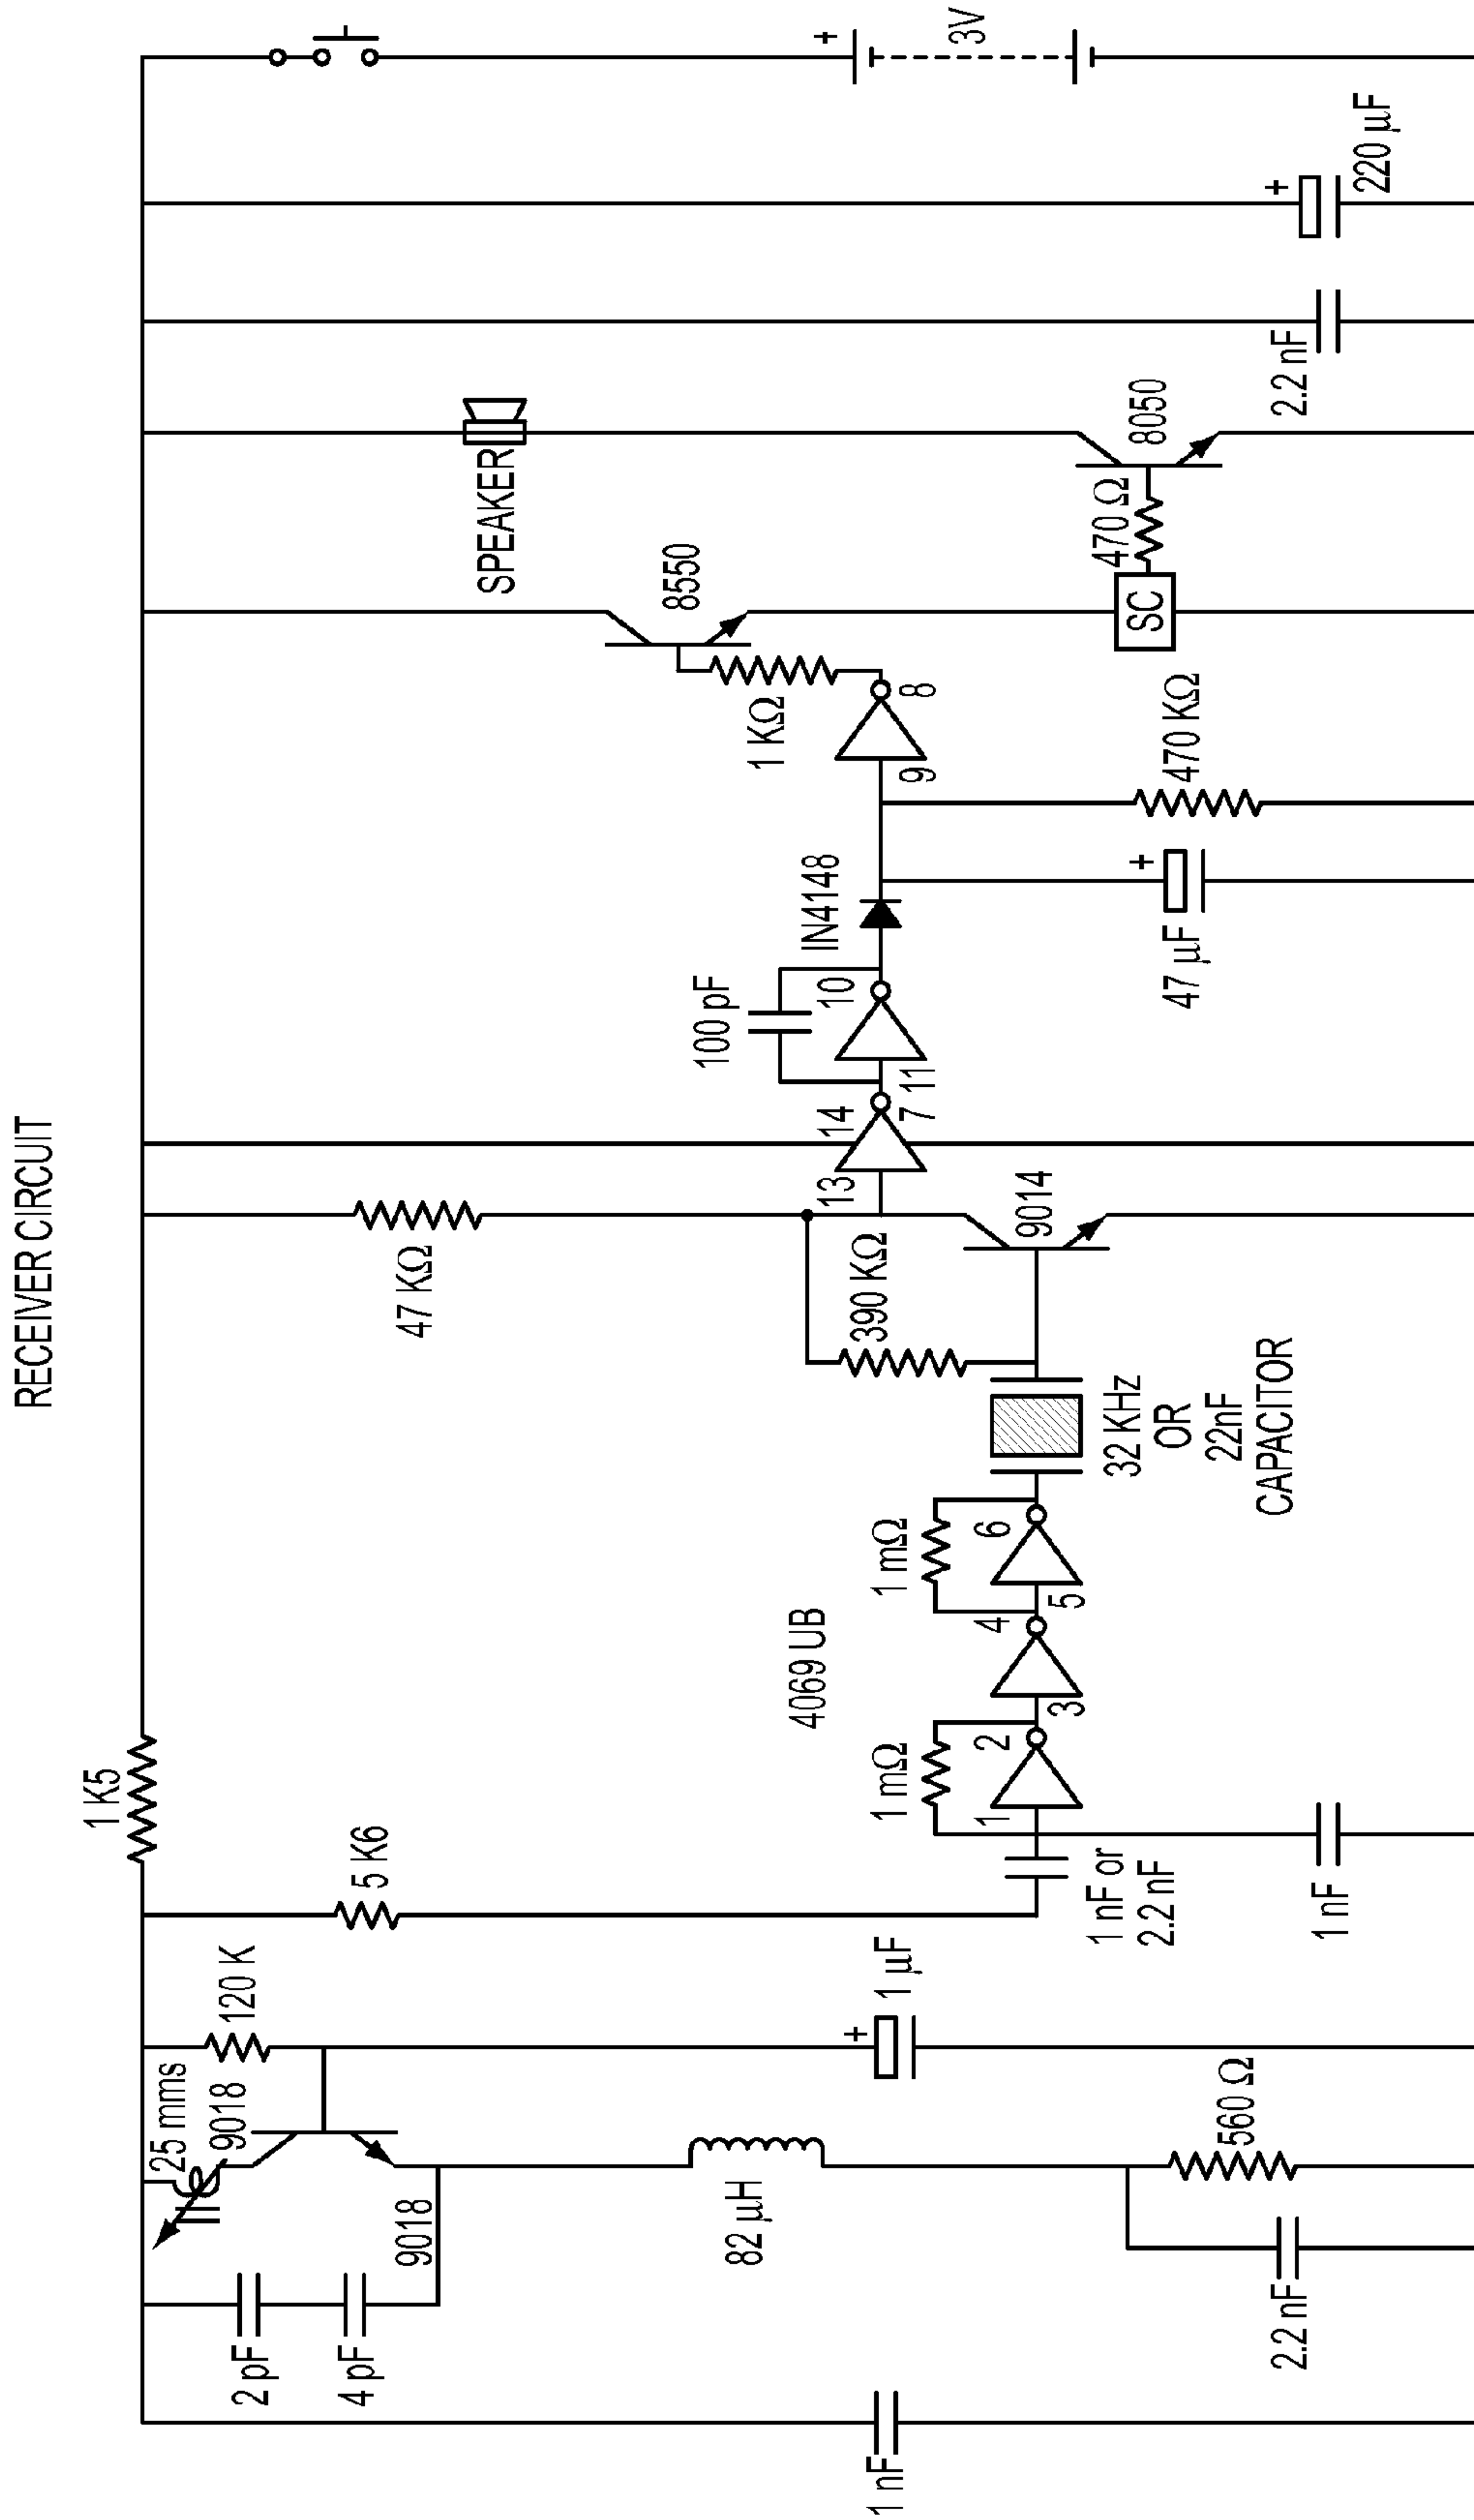 RECEIVER CIRCUIT
1 nF
2 pF
4 pF
25 mms
9018
9018
120 K
82 µH
2.2 nF
560 Ω
1 µF
+
5 K6
1 K5
1 nF or
2.2 nF
1 nF
1 mΩ
1
2
3
4069 UB
4
1 mΩ
5
6
32 KHz
OR
22nF
CAPACITOR
390 KΩ
47 KΩ
9014
13
14
7
11
100 pF
10
IN4148
47 µF
+
470 KΩ
9
8
1 KΩ
8550
SC
470 Ω
8050
SPEAKER
2.2 nF
220 µF
+
+
3V